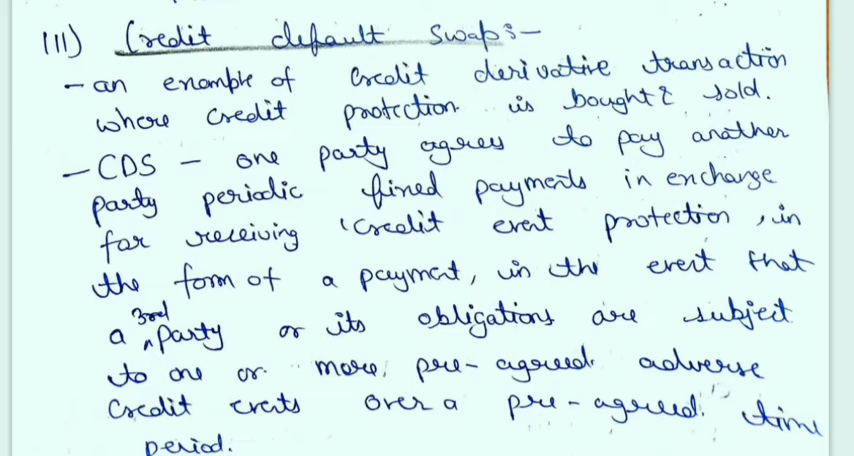 111) Credit default Swaps:-
- an example of Credit derivative transaction
where Credit protection is bought & sold.
- CDS - one party agrees to pay another
party periodic fixed payments in exchange
for receiving 'Credit event protection, in
the form of a payment, in the event that
a 3rd party or its obligations are subject
to one or more, pre-agreed adverse
Credit events over a pre-agreed time
period.